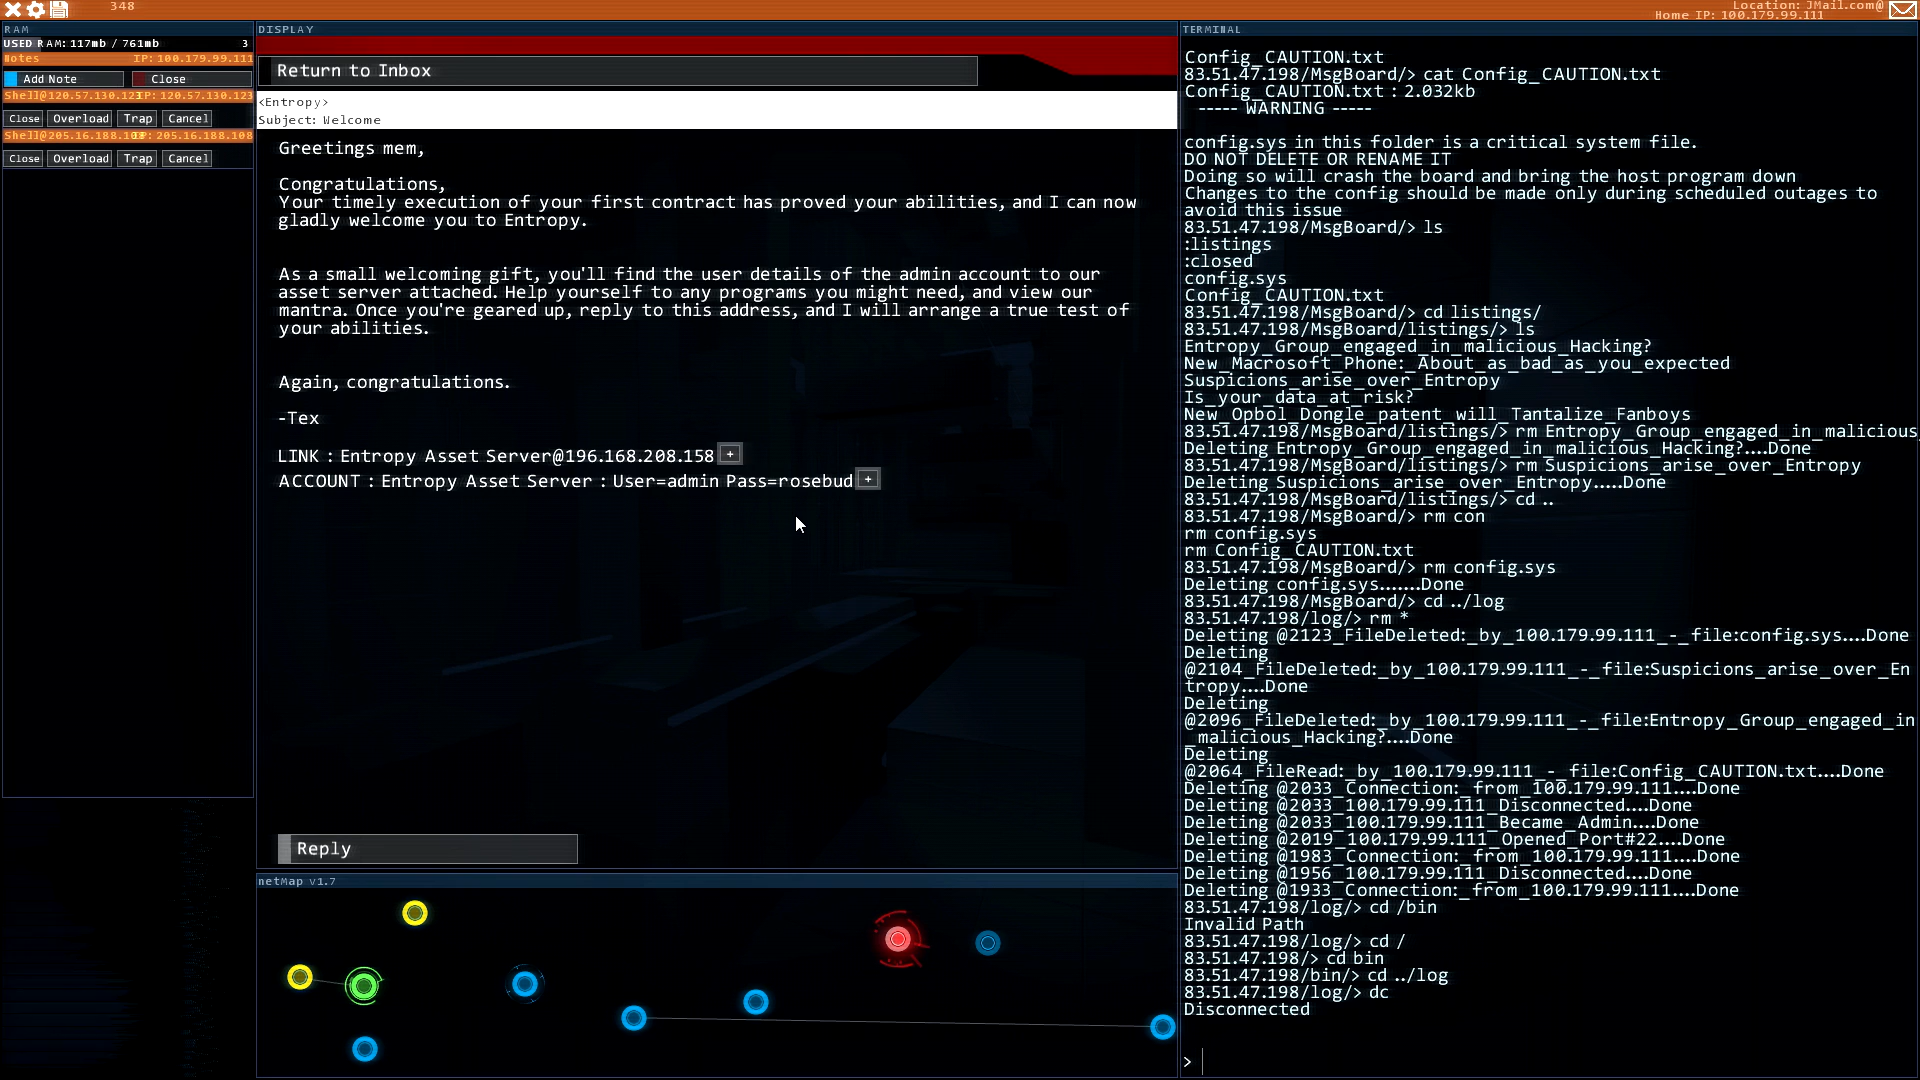 348
Location: JMail.com@
Home IP: 100.179.99.111
RAM
USED RAM: 117mb / 761mb 3
Notes IP: 100.179.99.111
Add Note Close
Shell@120.57.130.123 IP: 120.57.130.123
Close Overload Trap Cancel
Shell@205.16.188.108 IP: 205.16.188.108
Close Overload Trap Cancel
DISPLAY
Return to Inbox
<Entropy>
Subject: Welcome
Greetings mem,
Congratulations,
Your timely execution of your first contract has proved your abilities, and I can now
gladly welcome you to Entropy.
As a small welcoming gift, you'll find the user details of the admin account to our
asset server attached. Help yourself to any programs you might need, and view our
mantra. Once you're geared up, reply to this address, and I will arrange a true test of
your abilities.
Again, congratulations.
-Tex
LINK : Entropy Asset Server@196.168.208.158 +
ACCOUNT : Entropy Asset Server : User=admin Pass=rosebud +
Reply
netMap v1.7
TERMINAL
Config_CAUTION.txt
83.51.47.198/MsgBoard/> cat Config_CAUTION.txt
Config_CAUTION.txt : 2.032kb
----- WARNING -----
config.sys in this folder is a critical system file.
DO NOT DELETE OR RENAME IT
Doing so will crash the board and bring the host program down
Changes to the config should be made only during scheduled outages to
avoid this issue
83.51.47.198/MsgBoard/> ls
:listings
:closed
config.sys
Config_CAUTION.txt
83.51.47.198/MsgBoard/> cd listings/
83.51.47.198/MsgBoard/listings/> ls
Entropy_Group_engaged_in_malicious_Hacking?
New_Macrosoft_Phone:_About_as_bad_as_you_expected
Suspicions_arise_over_Entropy
Is_your_data_at_risk?
New_Opbol_Dongle_patent_will_Tantalize_Fanboys
83.51.47.198/MsgBoard/listings/> rm Entropy_Group_engaged_in_malicious
Deleting Entropy_Group_engaged_in_malicious_Hacking?....Done
83.51.47.198/MsgBoard/listings/> rm Suspicions_arise_over_Entropy
Deleting Suspicions_arise_over_Entropy.....Done
83.51.47.198/MsgBoard/listings/> cd ..
83.51.47.198/MsgBoard/> rm con
rm config.sys
rm Config_CAUTION.txt
83.51.47.198/MsgBoard/> rm config.sys
Deleting config.sys.......Done
83.51.47.198/MsgBoard/> cd ../log
83.51.47.198/log/> rm *
Deleting @2123_FileDeleted:_by_100.179.99.111_-_file:config.sys....Done
Deleting
@2104_FileDeleted:_by_100.179.99.111_-_file:Suspicions_arise_over_En
tropy....Done
Deleting
@2096_FileDeleted:_by_100.179.99.111_-_file:Entropy_Group_engaged_in
_malicious_Hacking?....Done
Deleting
@2064_FileRead:_by_100.179.99.111_-_file:Config_CAUTION.txt....Done
Deleting @2033_Connection:_from_100.179.99.111....Done
Deleting @2033_100.179.99.111_Disconnected....Done
Deleting @2033_100.179.99.111_Became_Admin....Done
Deleting @2019_100.179.99.111_Opened_Port#22....Done
Deleting @1983_Connection:_from_100.179.99.111....Done
Deleting @1956_100.179.99.111_Disconnected....Done
Deleting @1933_Connection:_from_100.179.99.111....Done
83.51.47.198/log/> cd /bin
Invalid Path
83.51.47.198/log/> cd /
83.51.47.198/> cd bin
83.51.47.198/bin/> cd ../log
83.51.47.198/log/> dc
Disconnected
>